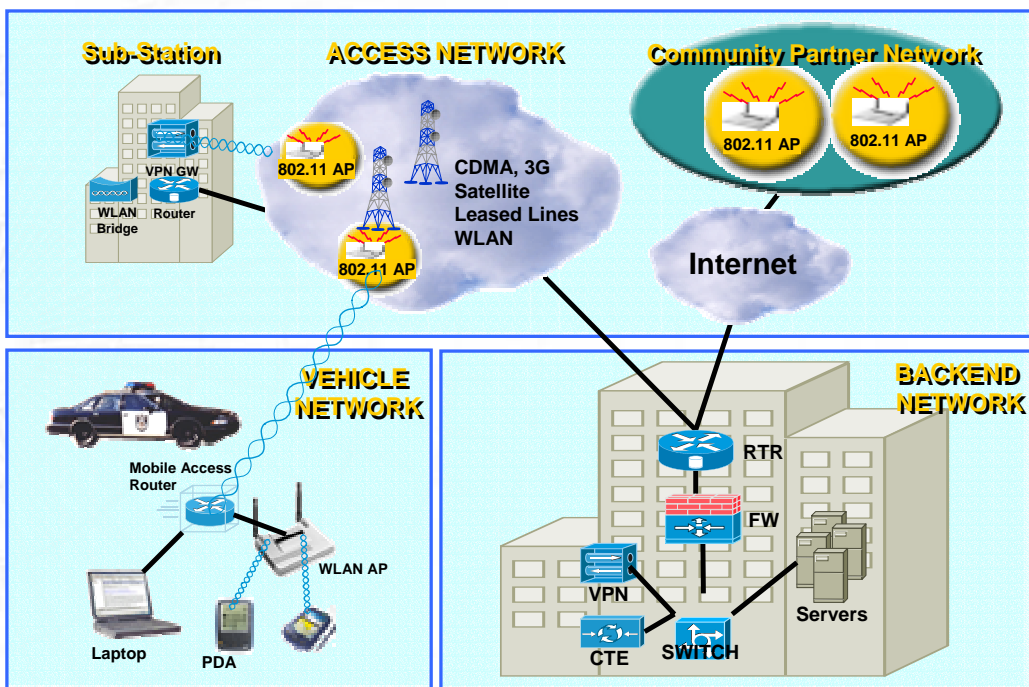 Sub-Station
ACCESS NETWORK
Community Partner Network
802.11 AP
802.11 AP
802.11 AP
VPN GW
WLAN
Bridge
Router
CDMA, 3G
Satellite
Leased Lines
WLAN
802.11 AP
Internet
VEHICLE
NETWORK
BACKEND
NETWORK
Mobile Access
Router
WLAN AP
Laptop
PDA
RTR
FW
VPN
CTE
SWITCH
Servers